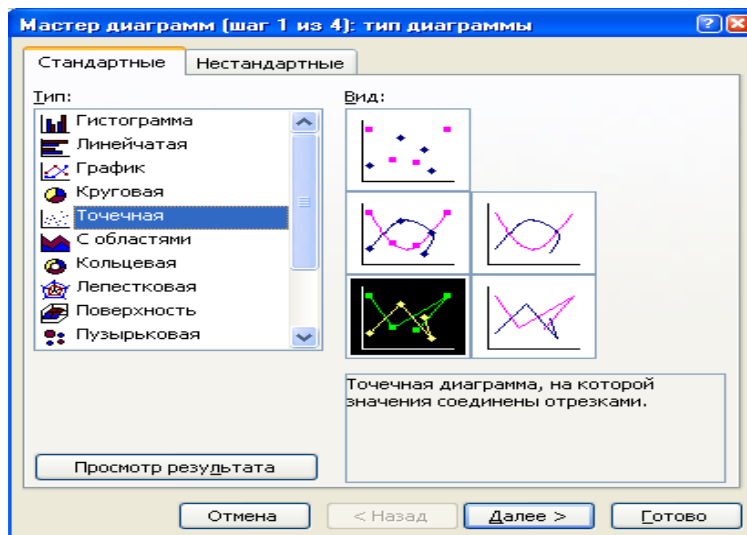 Мастер диаграмм (шаг 1 из 4): тип диаграммы
Стандартные
Нестандартные
Тип:
Вид:
Гистограмма
Линейчатая
График
Круговая
Точечная
С областями
Кольцевая
Лепестковая
Поверхность
Пузырьковая
Точечная диаграмма, на которой
значения соединены отрезками.
Просмотр результата
Отмена
< Назад
Далее >
Готово